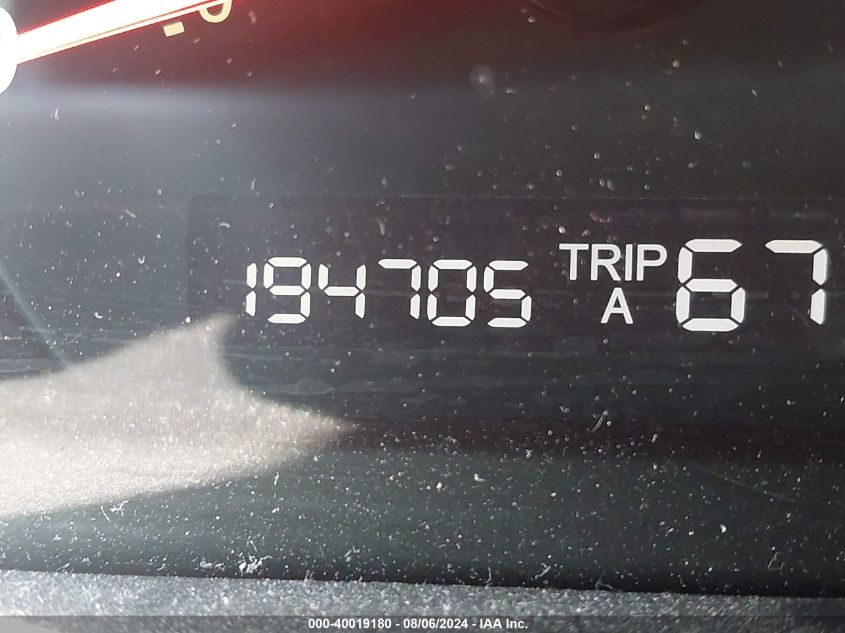 194705 TRIP A 67
000-40019180 - 08/06/2024 - IAA Inc.